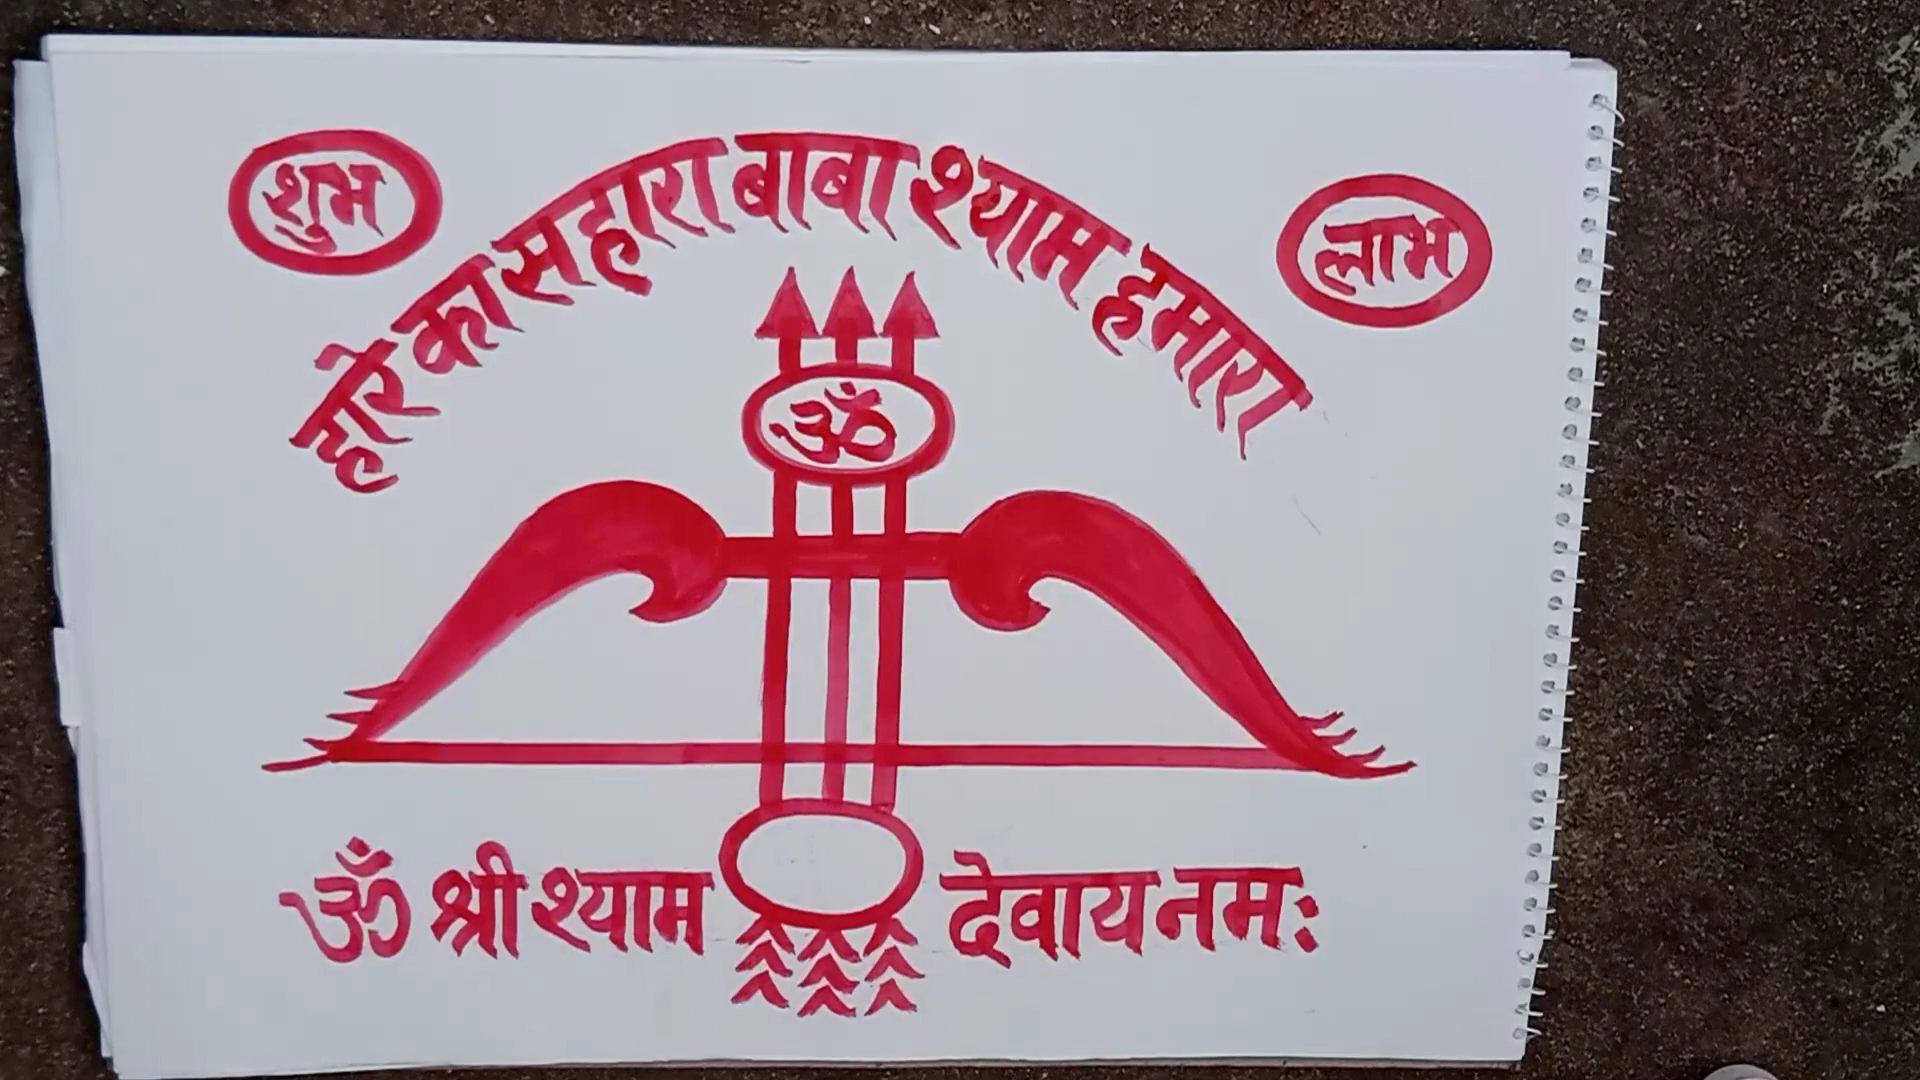 शुभ
लाभ
हारे का सहारा बाबा श्याम हमारा
ॐ
ॐ श्री श्याम देवाय नमः